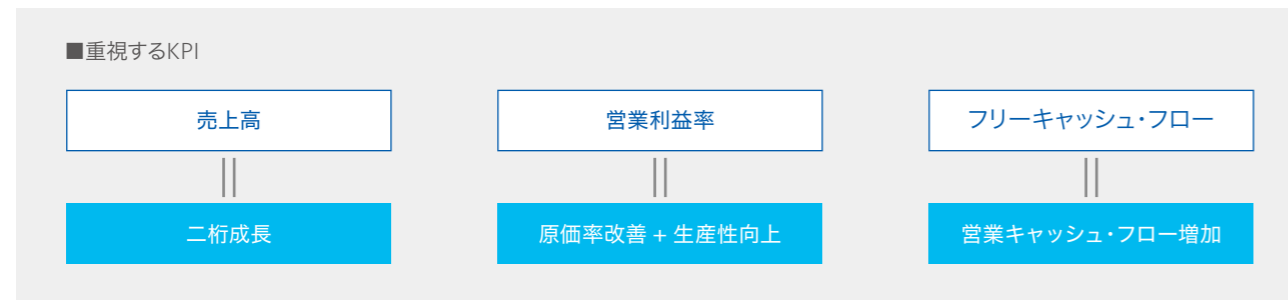 ■重視するKPI
売上高
営業利益率
フリーキャッシュ・フロー
二桁成長
原価率改善 + 生産性向上
営業キャッシュ・フロー増加